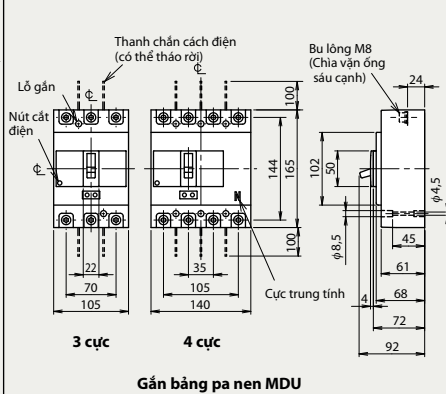 Thanh chắn cách điện
(có thể tháo rời)
Bu lông M8
(Chìa vặn ống
sáu cạnh)
24
Lỗ gắn
℄
℄
100
Nút cắt
điện
℄
144
165
102
50
φ4,5
N
100
φ8,5
45
22
35
61
70
105
Cực trung tính
4
68
105
140
72
92
3 cực
4 cực
Gắn bảng pa nen MDU